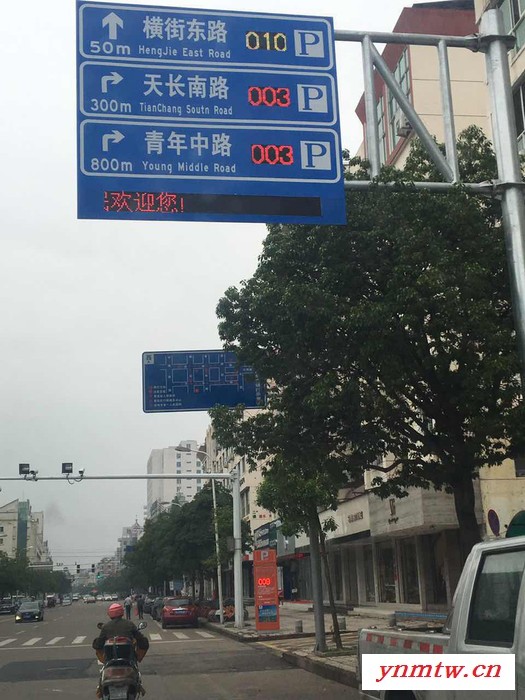 横街东路 010 P
50m HengJie East Road
天长南路 003 P
300m TianChang Soutn Road
青年中路 003 P
800m Young Middle Road
欢迎您!
P
003
ynmtw.cn